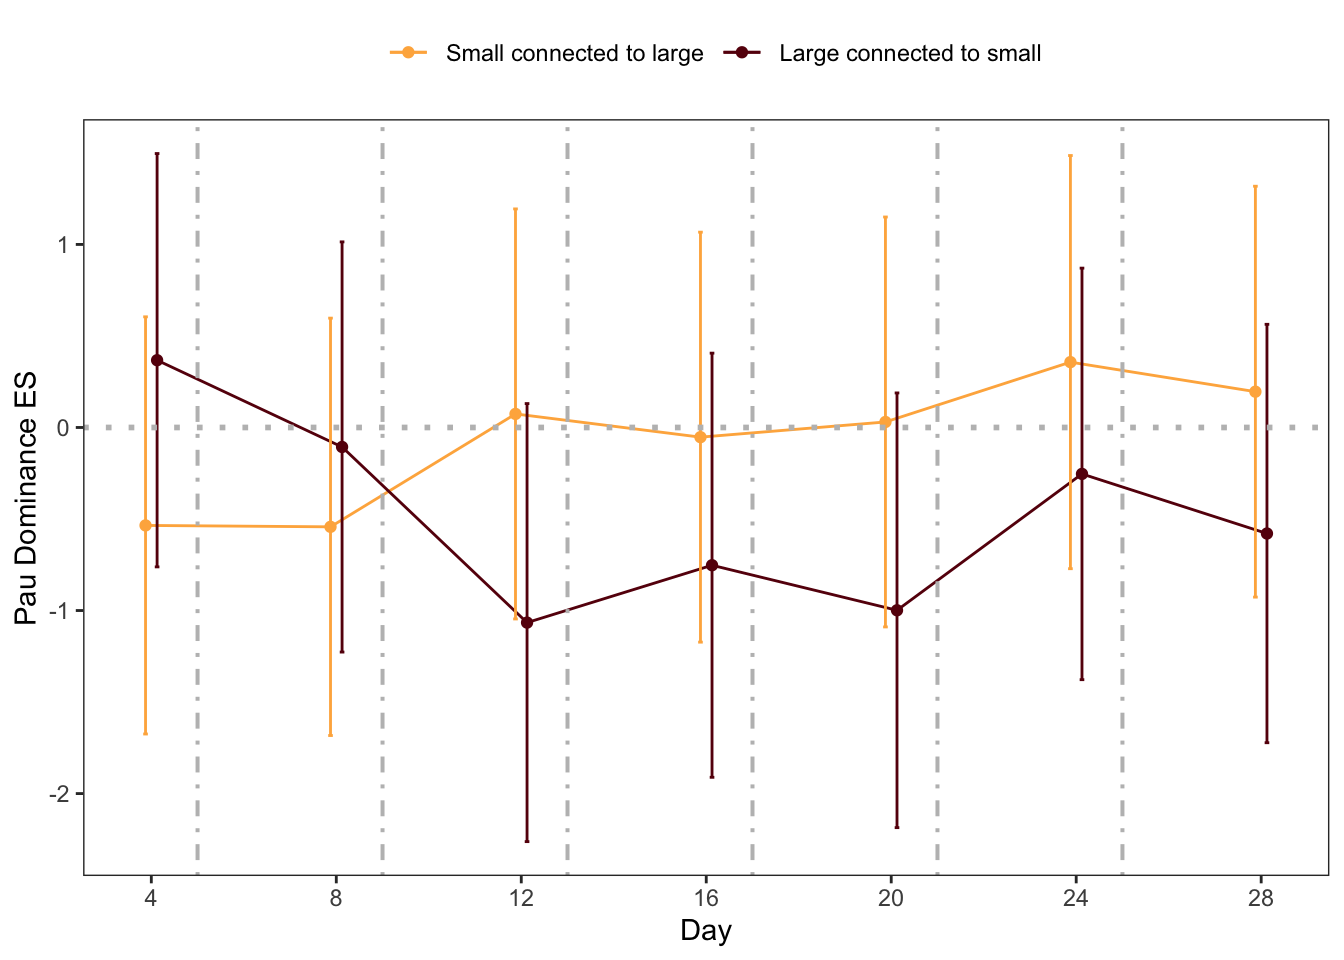 Small connected to large
Large connected to small
Pau Dominance ES
1
0
-1
-2
4
8
12
16
20
24
28
Day